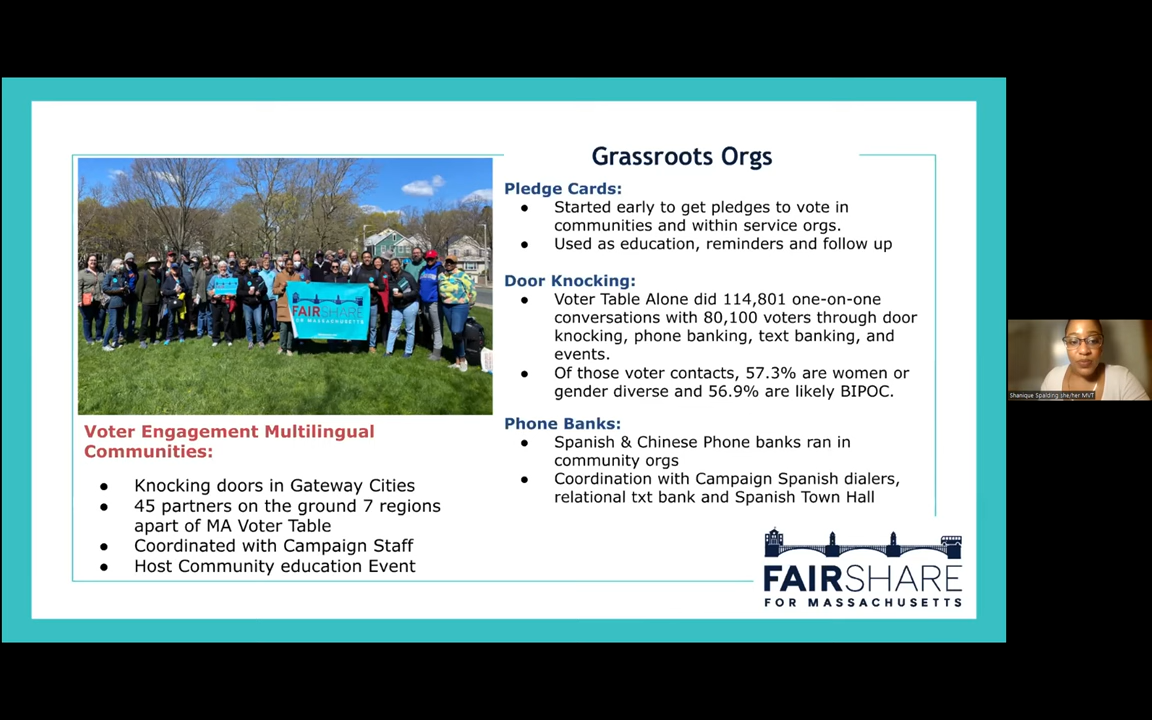 Grassroots Orgs
FAIRSHARE
FOR MASSACHUSETTS
Voter Engagement Multilingual
Communities:
● Knocking doors in Gateway Cities
● 45 partners on the ground 7 regions
apart of MA Voter Table
● Coordinated with Campaign Staff
● Host Community education Event
Pledge Cards:
● Started early to get pledges to vote in
communities and within service orgs.
● Used as education, reminders and follow up
Door Knocking:
● Voter Table Alone did 114,801 one-on-one
conversations with 80,100 voters through door
knocking, phone banking, text banking, and
events.
● Of those voter contacts, 57.3% are women or
gender diverse and 56.9% are likely BIPOC.
Phone Banks:
● Spanish & Chinese Phone banks ran in
community orgs
● Coordination with Campaign Spanish dialers,
relational txt bank and Spanish Town Hall
FAIRSHARE
FOR MASSACHUSETTS
Shanique Spalding she/her MVT